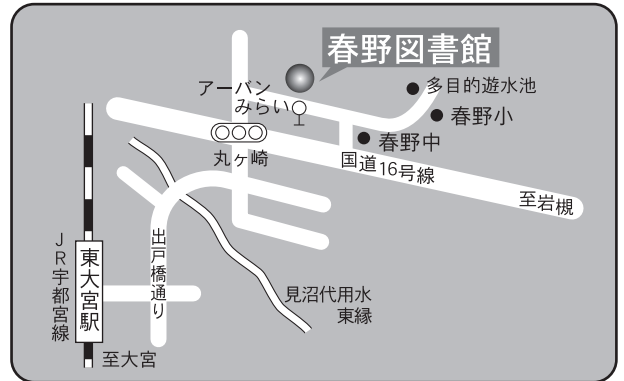 春野図書館
アーバン
みらい
多目的遊水池
春野小
春野中
丸ヶ崎
国道16号線
至岩槻
出戸橋通り
JR宇都宮線
東大宮駅
見沼代用水
東縁
至大宮